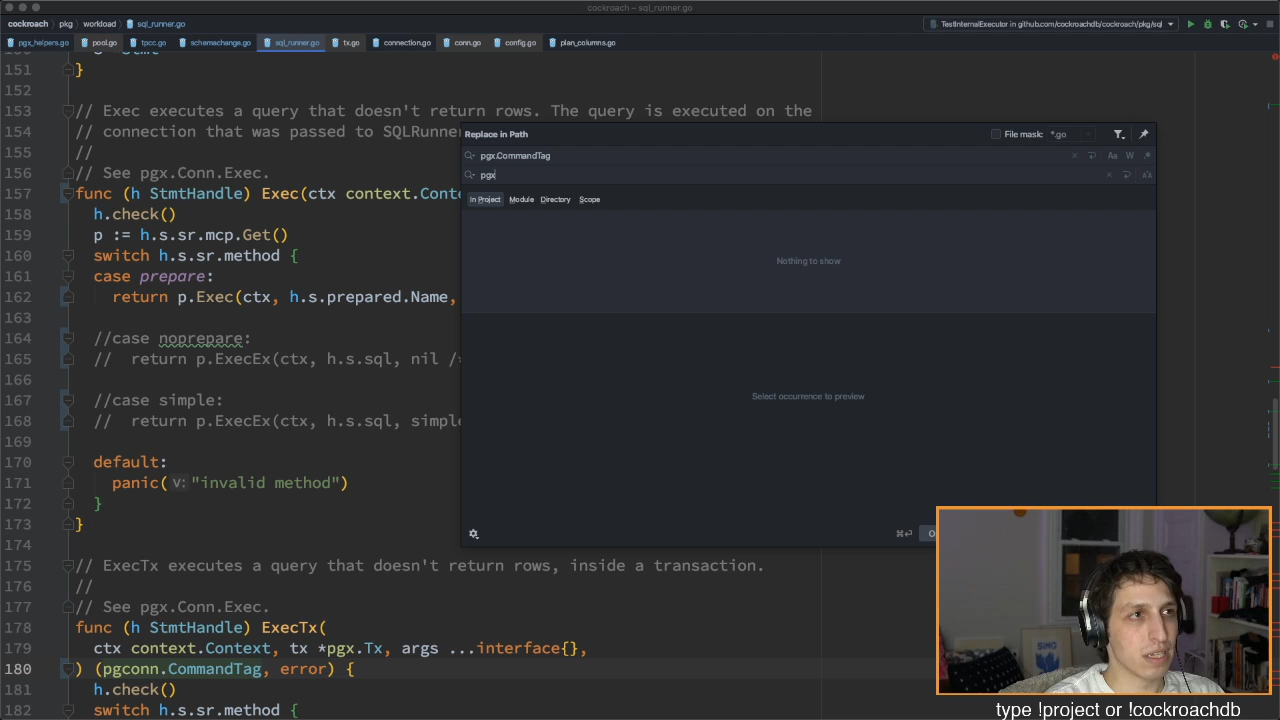 cockroach – sql_runner.go
cockroach › pkg › workload › sql_runner.go
TestInternalExecutor in github.com/cockroachdb/cockroach/pkg/sql
pgx_helpers.go pool.go tpcc.go schemachange.go sql_runner.go tx.go connection.go conn.go config.go plan_columns.go
151 }
152
153 // Exec executes a query that doesn't return rows. The query is executed on the
154 // connection that was passed to SQLRunner
155 //
156 // See pgx.Conn.Exec.
157 func (h StmtHandle) Exec(ctx context.Conte
158 h.check()
159 p := h.s.sr.mcp.Get()
160 switch h.s.sr.method {
161 case prepare:
162 return p.Exec(ctx, h.s.prepared.Name,
163
164 //case noprepare:
165 // return p.ExecEx(ctx, h.s.sql, nil /*
166
167 //case simple:
168 // return p.ExecEx(ctx, h.s.sql, simple
169
170 default:
171 panic( v: "invalid method")
172 }
173 }
174
175 // ExecTx executes a query that doesn't return rows, inside a transaction.
176 //
177 // See pgx.Conn.Exec.
178 func (h StmtHandle) ExecTx(
179 ctx context.Context, tx *pgx.Tx, args ...interface{},
180 ) (pgconn.CommandTag, error) {
181 h.check()
182 switch h.s.sr.method {
Replace in Path
File mask: *.go
pgx.CommandTag
Aa W .*
pgx
In Project Module Directory Scope
Nothing to show
Select occurrence to preview
⌘↩ O
SING
type !project or !cockroachdb